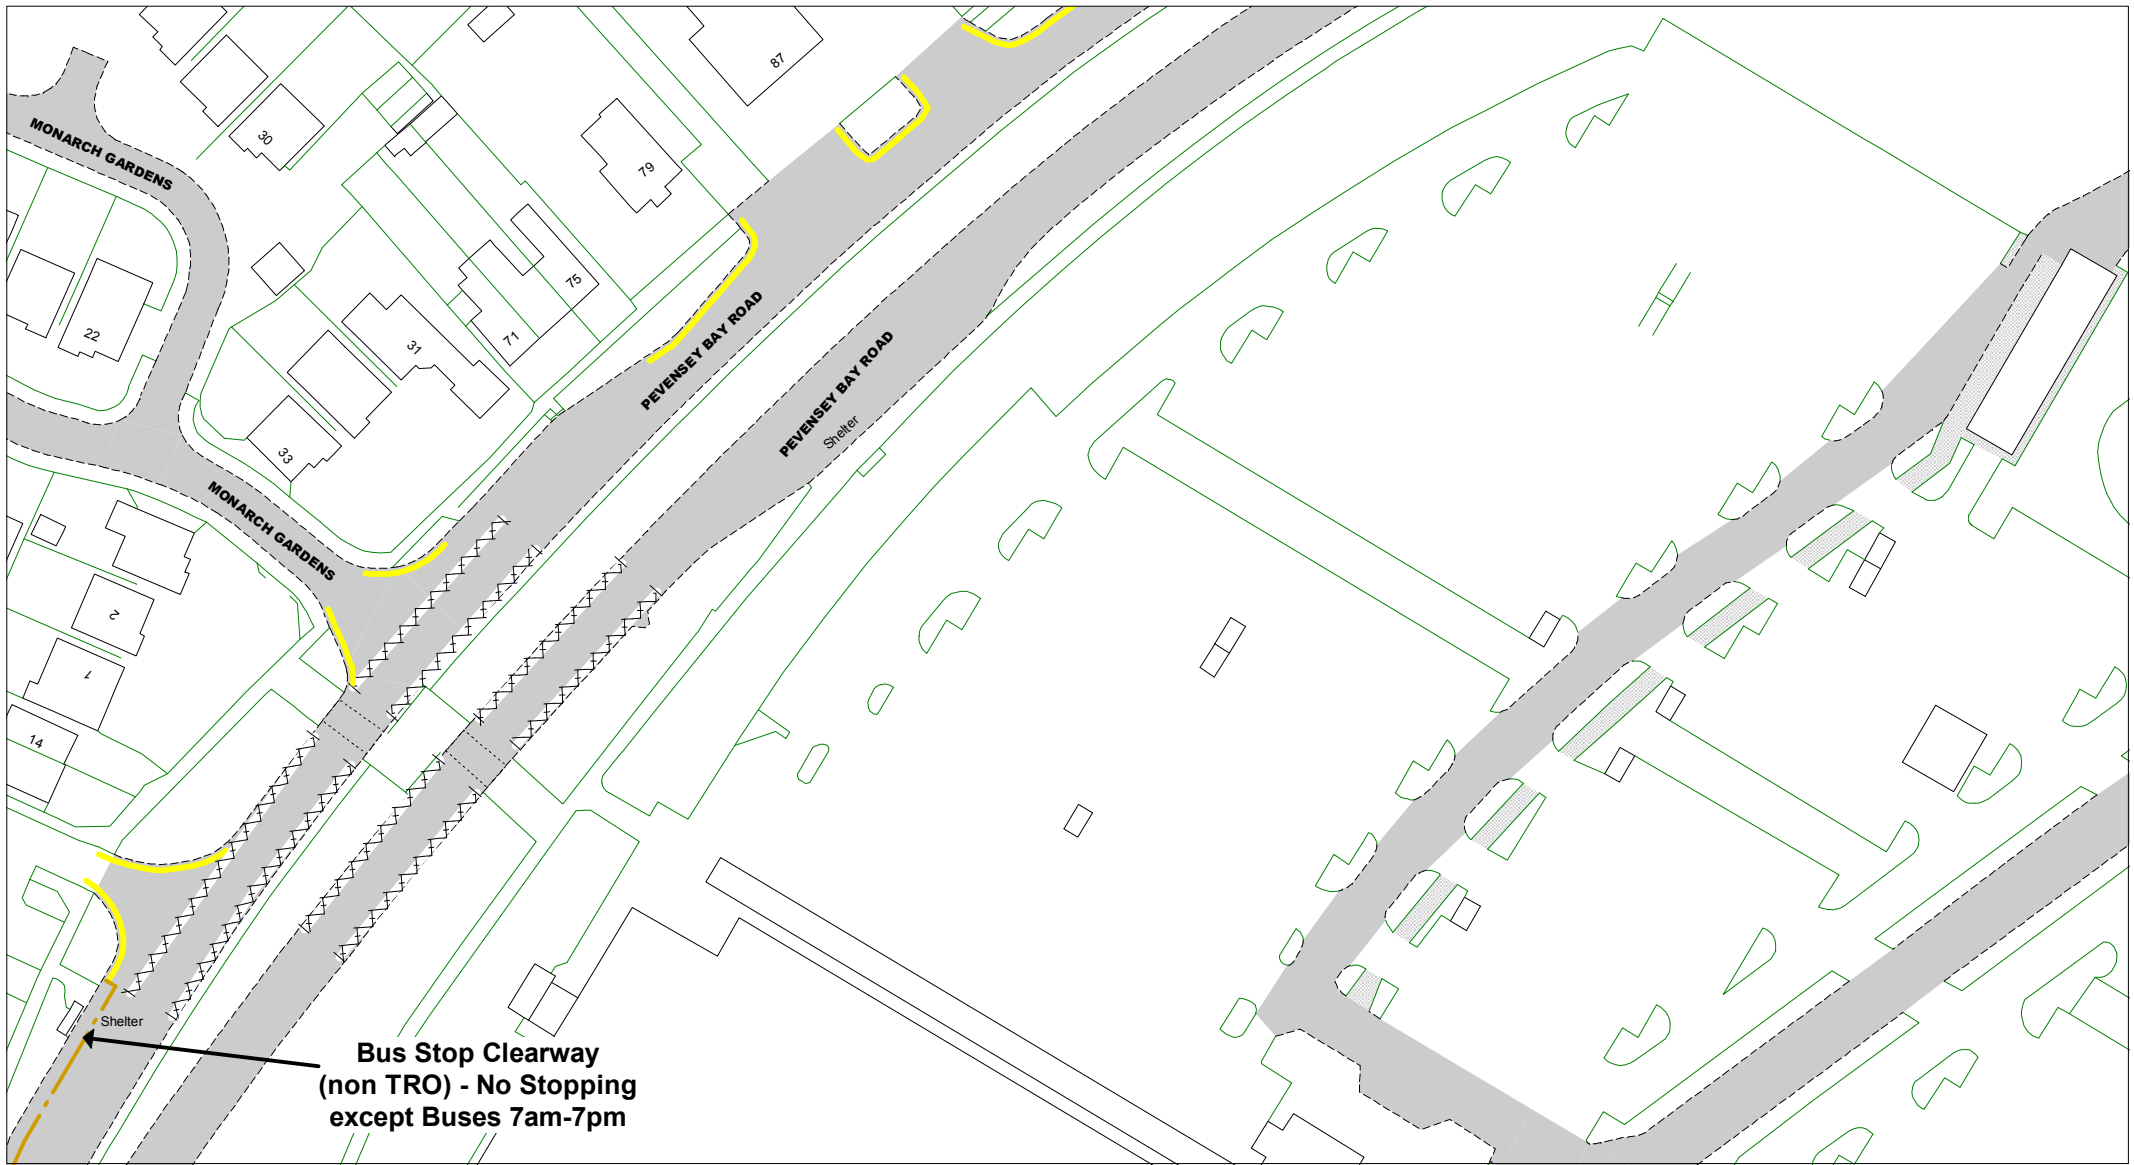 87
MONARCH GARDENS
30
79
75
PEVENSEY BAY ROAD
22
71
31
PEVENSEY BAY ROAD
Shelter
33
MONARCH GARDENS
2
1
14
Shelter
Bus Stop Clearway
(non TRO) - No Stopping
except Buses 7am-7pm